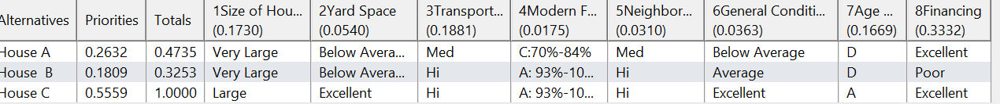 Alternatives Priorities Totals 1Size of Hou... (0.1730) 2Yard Space (0.0540) 3Transport... (0.1881) 4Modern F... (0.0175) 5Neighbor... (0.0310) 6General Conditi... (0.0363) 7Age ... (0.1669) 8Financing (0.3332)
House A 0.2632 0.4735 Very Large Below Avera... Med C:70%-84% Med Below Average D Excellent
House B 0.1809 0.3253 Very Large Below Avera... Hi A: 93%-10... Hi Average D Poor
House C 0.5559 1.0000 Large Excellent Hi A: 93%-10... Hi Excellent A Excellent